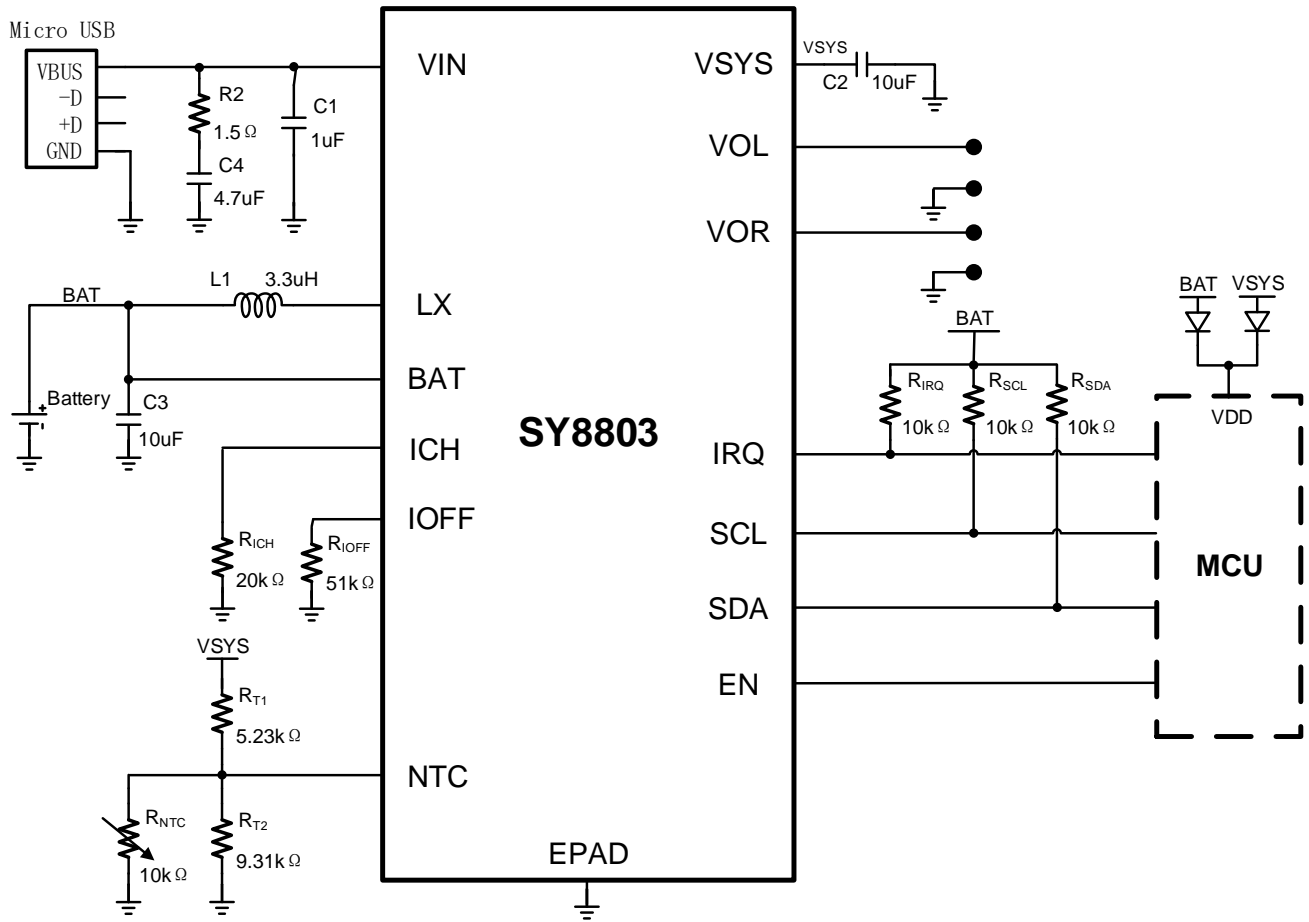 Micro USB
VBUS
-D
+D
GND
R2
1.5Ω
C4
4.7uF
C1
1uF
VIN
VSYS
VSYS
C2
10uF
VOL
VOR
L1
3.3uH
BAT
LX
BAT
Battery
+
-
C3
10uF
ICH
IOFF
RICH
20kΩ
RIOFF
51kΩ
SY8803
BAT
RIRQ
10kΩ
RSCL
10kΩ
RSDA
10kΩ
BAT
VSYS
VDD
IRQ
SCL
SDA
EN
MCU
VSYS
RT1
5.23kΩ
NTC
RNTC
10kΩ
RT2
9.31kΩ
EPAD